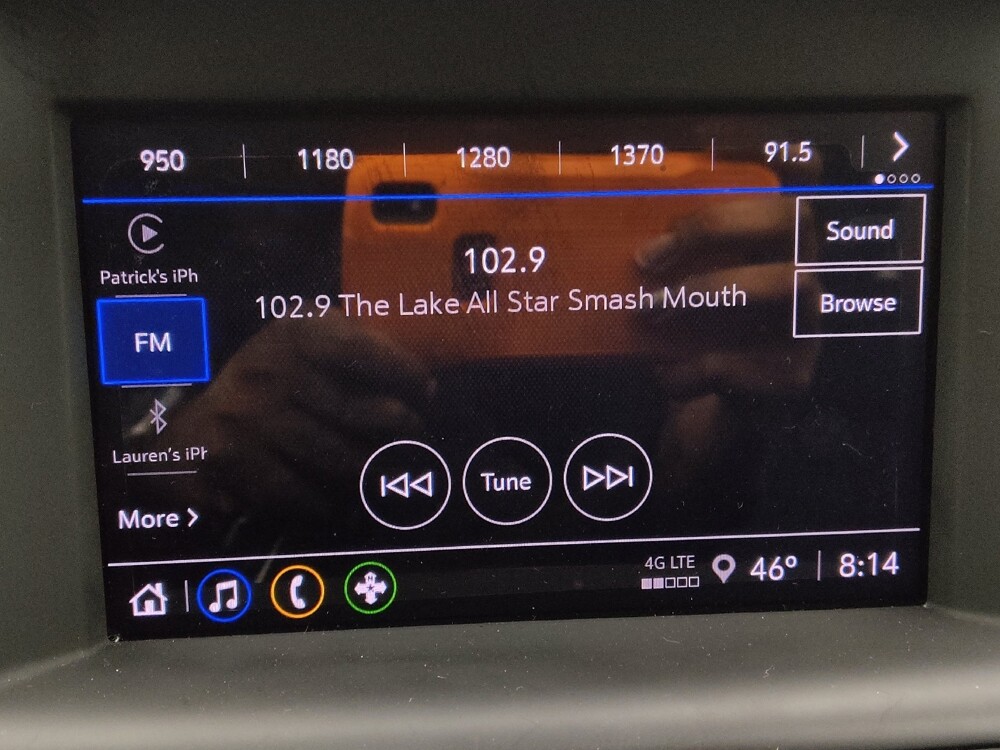 950 1180 1280 1370 91.5
Sound
Patrick's iPh
102.9
102.9 The Lake All Star Smash Mouth
Browse
FM
Lauren's iPh
Tune
More
4G LTE 46° 8:14